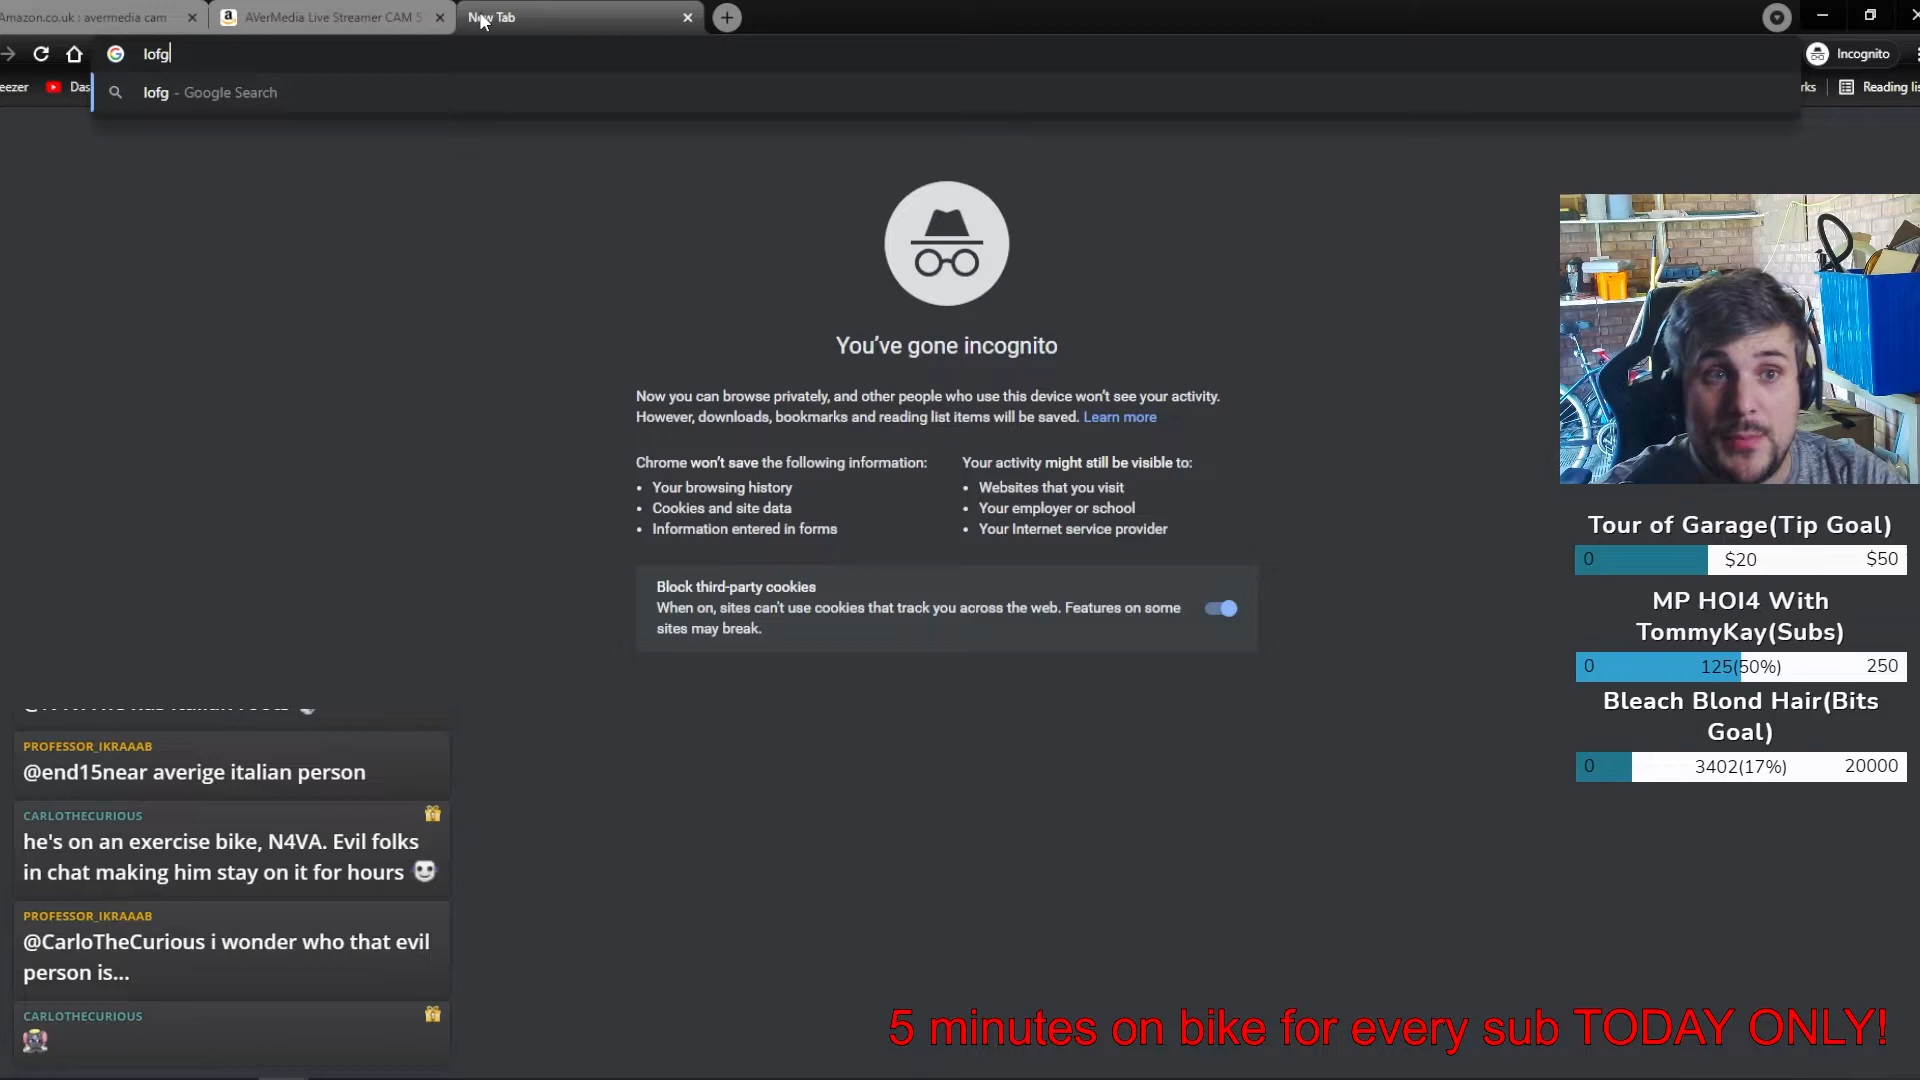 Amazon.co.uk : avermedia cam
AVerMedia Live Streamer CAM 5
New Tab
lofg
Incognito
eezer
Das
lofg - Google Search
rks
Reading lis
You've gone incognito
Now you can browse privately, and other people who use this device won't see your activity.
However, downloads, bookmarks and reading list items will be saved. Learn more
Chrome won't save the following information:
• Your browsing history
• Cookies and site data
• Information entered in forms
Your activity might still be visible to:
• Websites that you visit
• Your employer or school
• Your Internet service provider
Block third-party cookies
When on, sites can't use cookies that track you across the web. Features on some
sites may break.
Tour of Garage(Tip Goal)
0 $20 $50
MP HOI4 With
TommyKay(Subs)
0 125(50%) 250
Bleach Blond Hair(Bits
Goal)
0 3402(17%) 20000
PROFESSOR_IKRAAAB
@end15near averige italian person
CARLOTHECURIOUS
he's on an exercise bike, N4VA. Evil folks
in chat making him stay on it for hours
PROFESSOR_IKRAAAB
@CarloTheCurious i wonder who that evil
person is...
CARLOTHECURIOUS
5 minutes on bike for every sub TODAY ONLY!